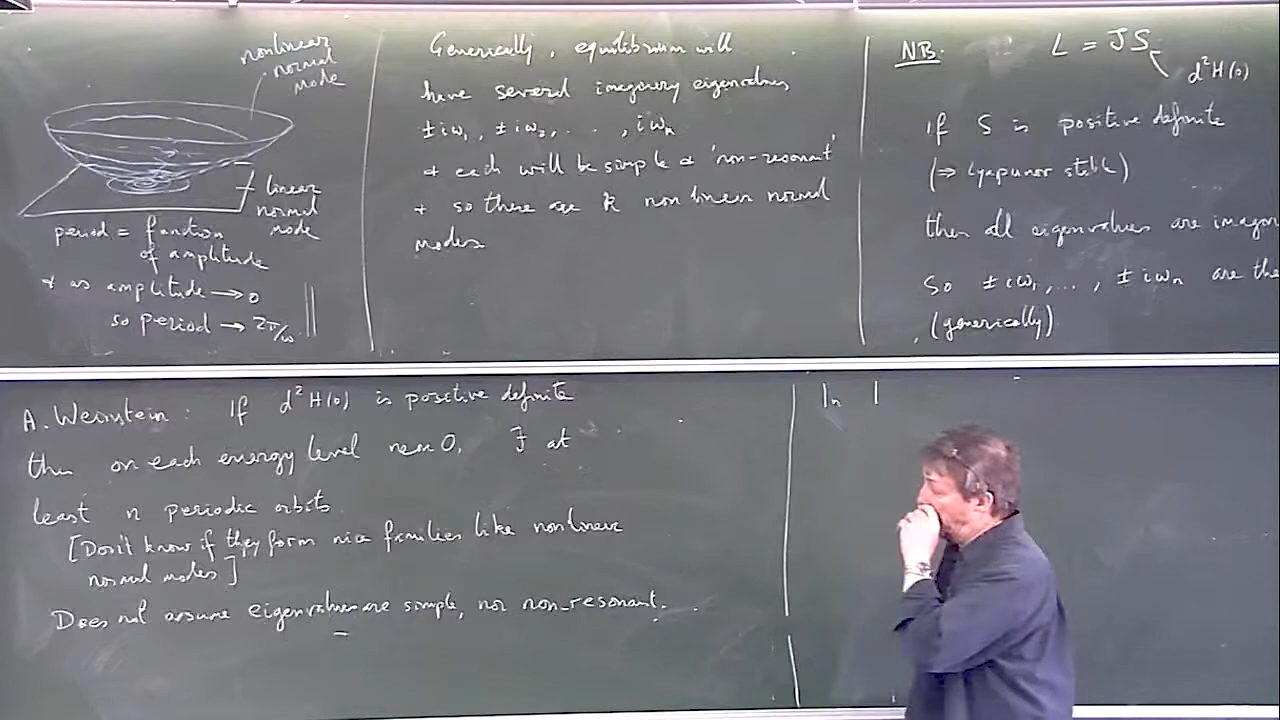 nonlinear
normal
mode
linear
normal
mode
period = function
of amplitude
& as amplitude → 0
so period → 2π/ω
Generically, equilibrium will
have several imaginary eigenvalues
±iω₁, ±iω₂, ..., iωₖ
& each will be simple & 'non-resonant'
& so there are k nonlinear normal
modes
NB:
L = JS
d²H(0)
if S is positive definite
(⇒ Lyapunov stable)
then all eigenvalues are imagin
So ±iω₁, ..., ±iωₙ are the
(generically)
A. Weinstein: If d²H(0) is positive definite
then on each energy level near 0, ∃ at
least n periodic orbits
[Don't know if they form nice families like nonlinear
normal modes]
Does not assume eigenvalues are simple, nor non-resonant.
In 1